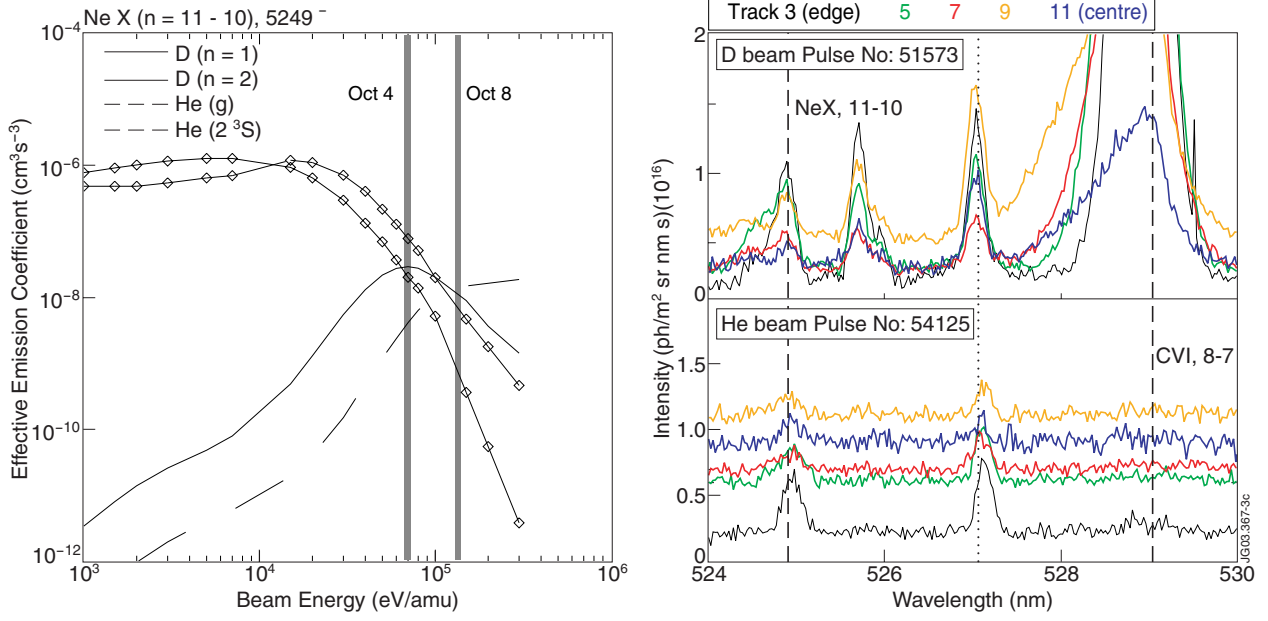 Ne X (n = 11 - 10), 5249 ⁻
10⁻⁴
D (n = 1)
D (n = 2)
He (g)
He (2 ³S)
Oct 4
Oct 8
10⁻⁶
10⁻⁸
10⁻¹⁰
10⁻¹²
Effective Emission Coefficient (cm³s⁻³)
10³
10⁴
10⁵
10⁶
Beam Energy (eV/amu)
Track 3 (edge) 5 7 9 11 (centre)
2
D beam Pulse No: 51573
NeX, 11-10
1
0
He beam Pulse No: 54125
CVI, 8-7
1.5
1.0
0.5
0
Intensity (ph/m² sr nm s)(10¹⁶)
524
526
528
530
Wavelength (nm)
JG03.367-3c